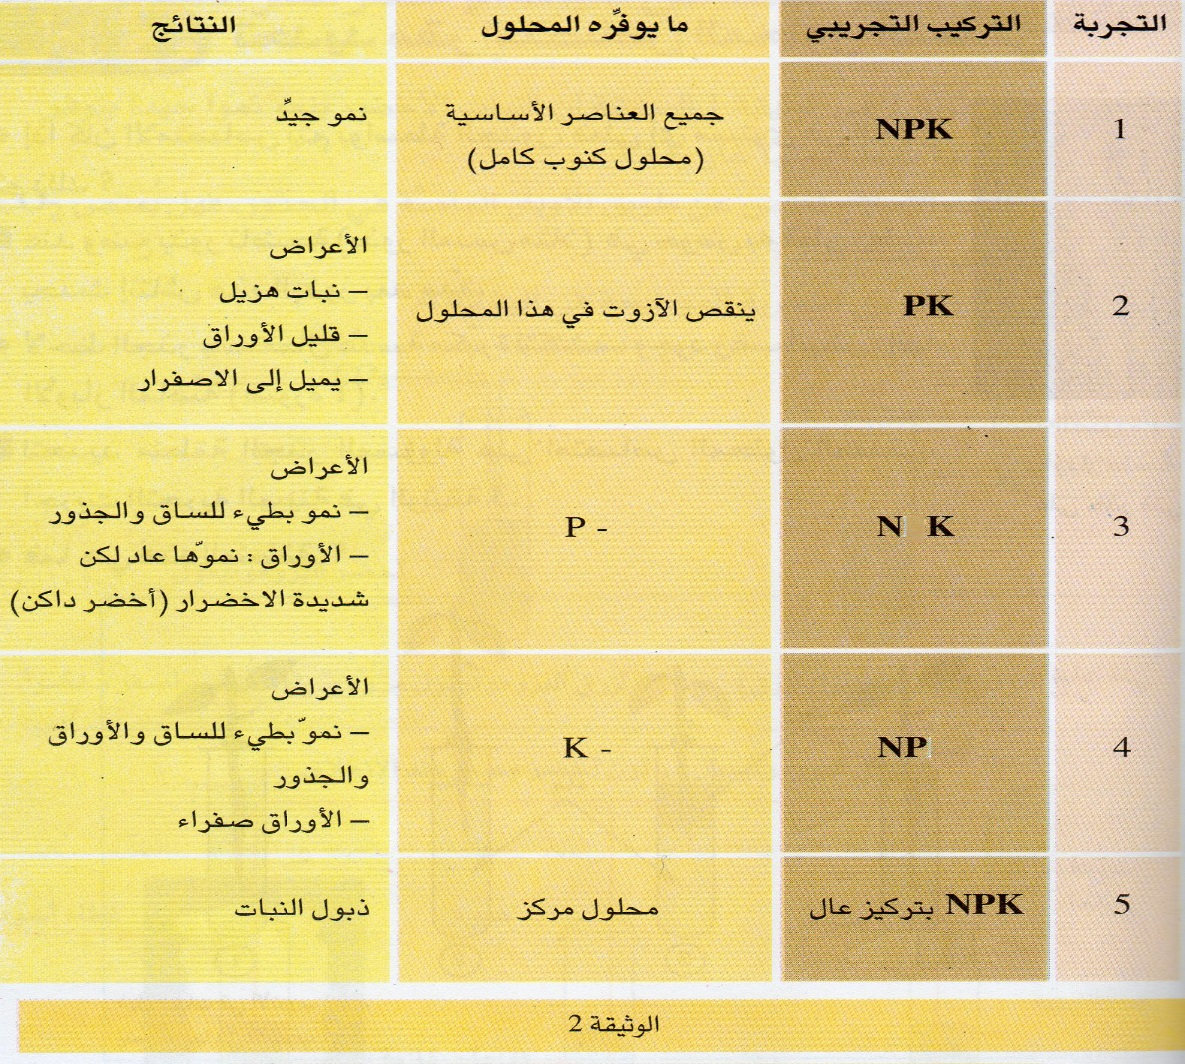 التجربة
التركيب التجريبي
ما يوفِّره المحلول
النتائج
1
NPK
جميع العناصر الأساسية
(محلول كنوب كامل)
نمو جيدِّ
2
PK
ينقص الآزوت في هذا المحلول
الأعراض
– نبات هزيل
– قليل الأوراق
– يميل إلى الاصفرار
3
N K
P -
الأعراض
– نمو بطيء للساق والجذور
– الأوراق : نموّها عاد لكن
شديدة الاخضرار (أخضر داكن)
4
NP
K -
الأعراض
– نموّ بطيء للساق والأوراق
والجذور
– الأوراق صفراء
5
NPK بتركيز عال
محلول مركز
ذبول النبات
الوثيقة 2